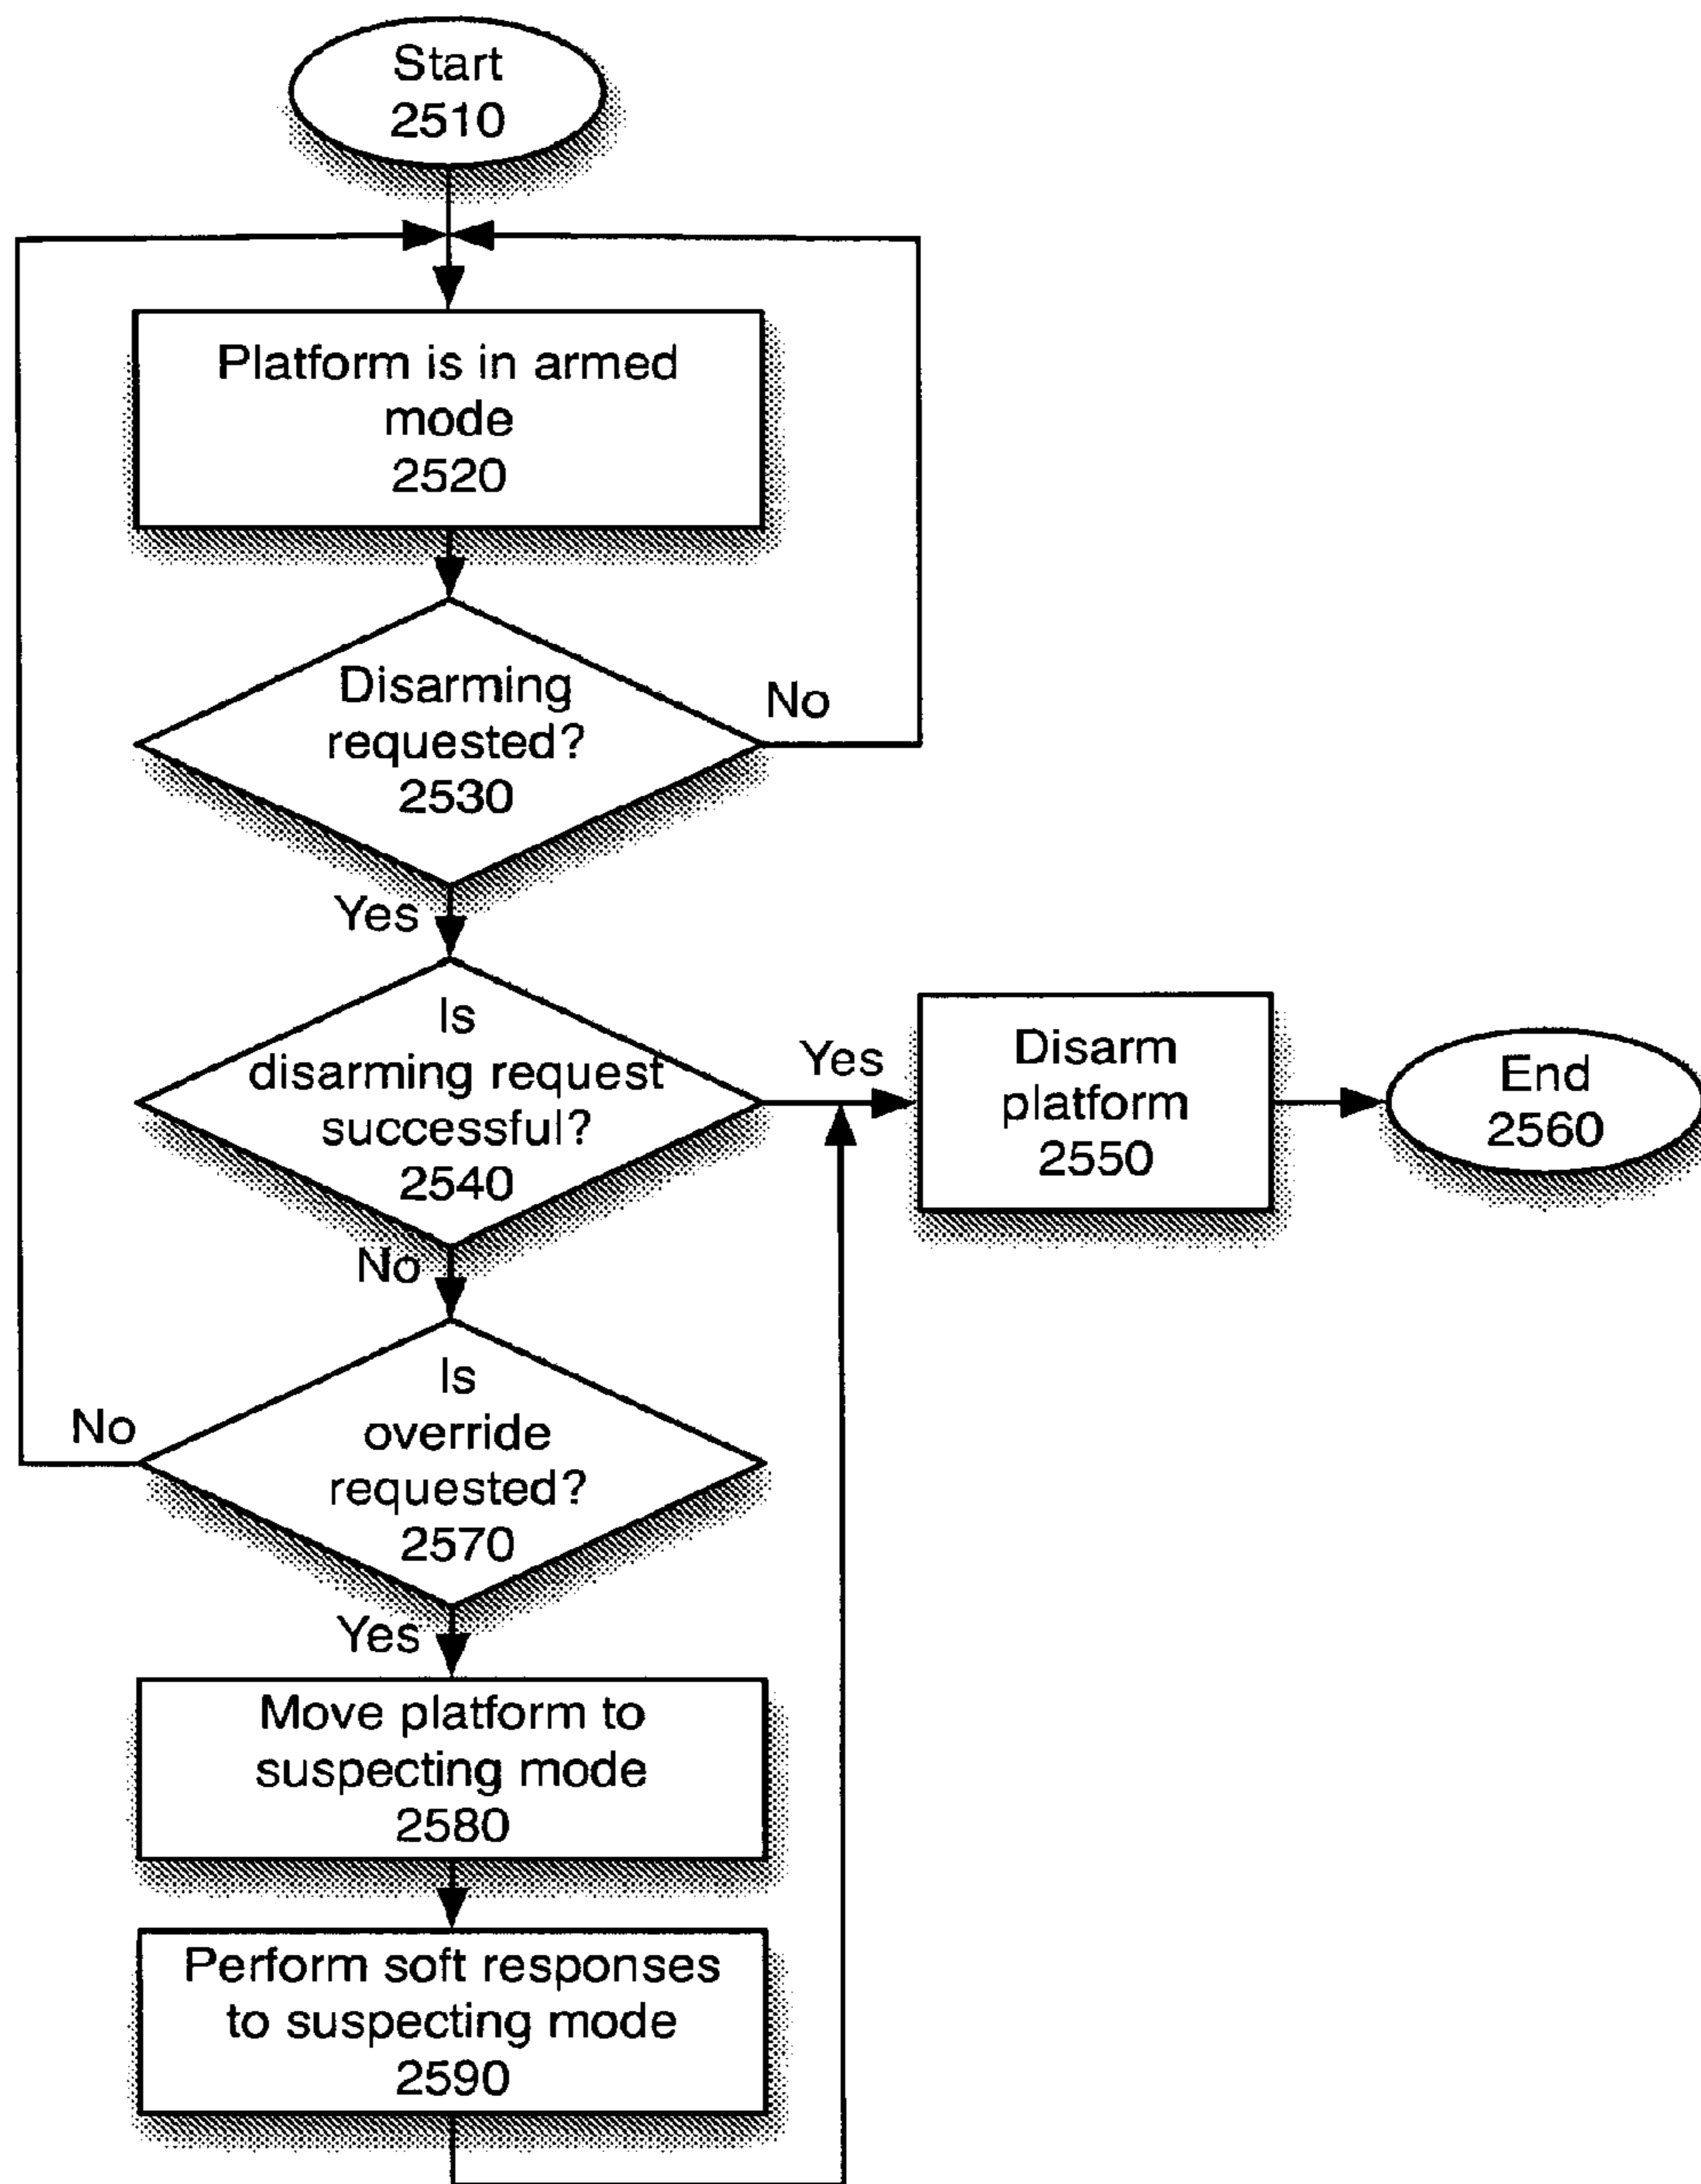 Start
2510
Platform is in armed
mode
2520
Disarming
requested?
2530
No
Yes
Is
disarming request
successful?
2540
Yes
Disarm
platform
2550
End
2560
No
Is
override
requested?
2570
No
Yes
Move platform to
suspecting mode
2580
Perform soft responses
to suspecting mode
2590